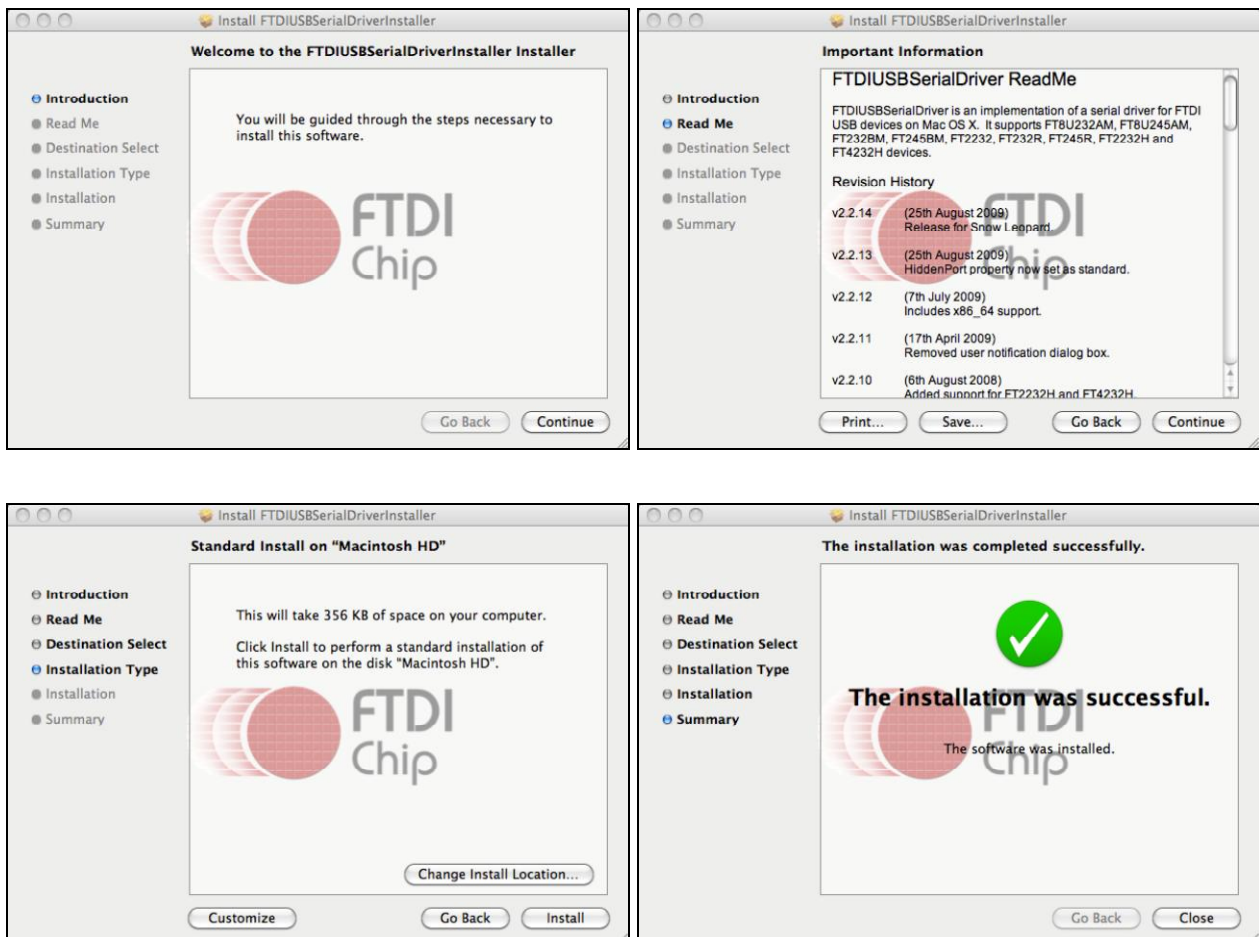 Install FTDIUSBSerialDriverInstaller
Welcome to the FTDIUSBSerialDriverInstaller Installer
Introduction
Read Me
Destination Select
Installation Type
Installation
Summary
You will be guided through the steps necessary to
install this software.
FTDI
Chip
Go Back
Continue
Install FTDIUSBSerialDriverInstaller
Important Information
Introduction
Read Me
Destination Select
Installation Type
Installation
Summary
FTDIUSBSerialDriver ReadMe
FTDIUSBSerialDriver is an implementation of a serial driver for FTDI
USB devices on Mac OS X. It supports FT8U232AM, FT8U245AM,
FT232BM, FT245BM, FT2232, FT232R, FT245R, FT2232H and
FT4232H devices.
Revision History
v2.2.14 (25th August 2009)
Release for Snow Leopard.
v2.2.13 (25th August 2009)
HiddenPort property now set as standard.
v2.2.12 (7th July 2009)
Includes x86_64 support.
v2.2.11 (17th April 2009)
Removed user notification dialog box.
v2.2.10 (6th August 2008)
Added support for FT2232H and FT4232H.
FTDI
Chip
Print...
Save...
Go Back
Continue
Install FTDIUSBSerialDriverInstaller
Standard Install on “Macintosh HD”
Introduction
Read Me
Destination Select
Installation Type
Installation
Summary
This will take 356 KB of space on your computer.
Click Install to perform a standard installation of
this software on the disk "Macintosh HD".
FTDI
Chip
Change Install Location...
Customize
Go Back
Install
Install FTDIUSBSerialDriverInstaller
The installation was completed successfully.
Introduction
Read Me
Destination Select
Installation Type
Installation
Summary
The installation was successful.
The software was installed.
FTDI
Chip
Go Back
Close